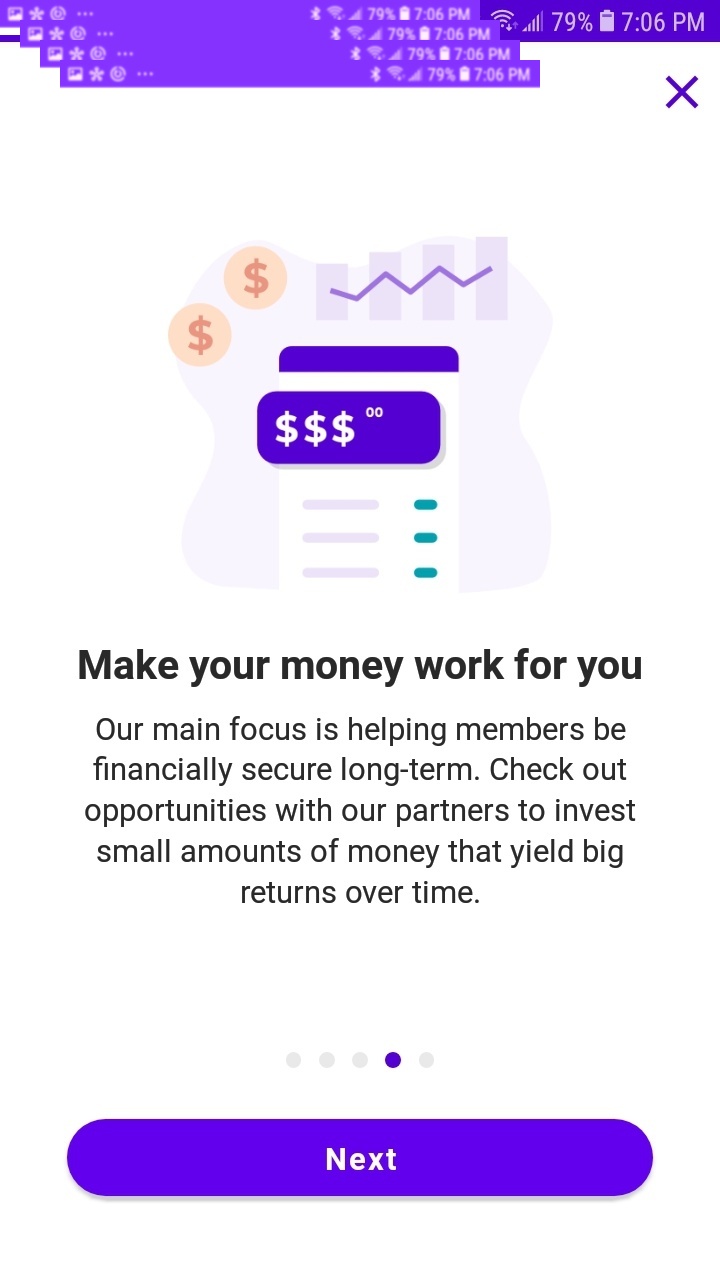 79% 7:06 PM
79% 7:06 PM
79% 7:06 PM
79% 7:06 PM
79% 7:06 PM
$
$
$$$ 00
Make your money work for you
Our main focus is helping members be
financially secure long-term. Check out
opportunities with our partners to invest
small amounts of money that yield big
returns over time.
Next